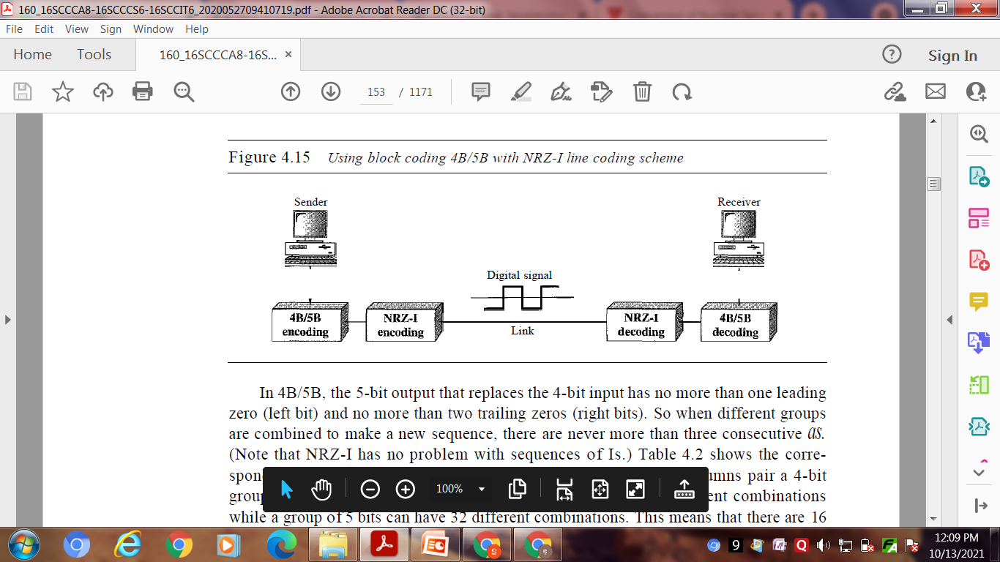 160_16SCCCA8-16SCCCS6-16SCCIT6_2020052709410719.pdf - Adobe Acrobat Reader DC (32-bit)
File Edit View Sign Window Help
Home Tools 160_16SCCCA8-16S... × Sign In
153 / 1171
Figure 4.15 Using block coding 4B/5B with NRZ-I line coding scheme
Sender Receiver
Digital signal
4B/5B encoding
NRZ-I encoding
Link
NRZ-I decoding
4B/5B decoding
In 4B/5B, the 5-bit output that replaces the 4-bit input has no more than one leading
zero (left bit) and no more than two trailing zeros (right bits). So when different groups
are combined to make a new sequence, there are never more than three consecutive as.
(Note that NRZ-I has no problem with sequences of Is.) Table 4.2 shows the corre-
umns pair a 4-bit
100%
ent combinations
while a group of 5 bits can have 32 different combinations. This means that there are 16
12:09 PM
10/13/2021